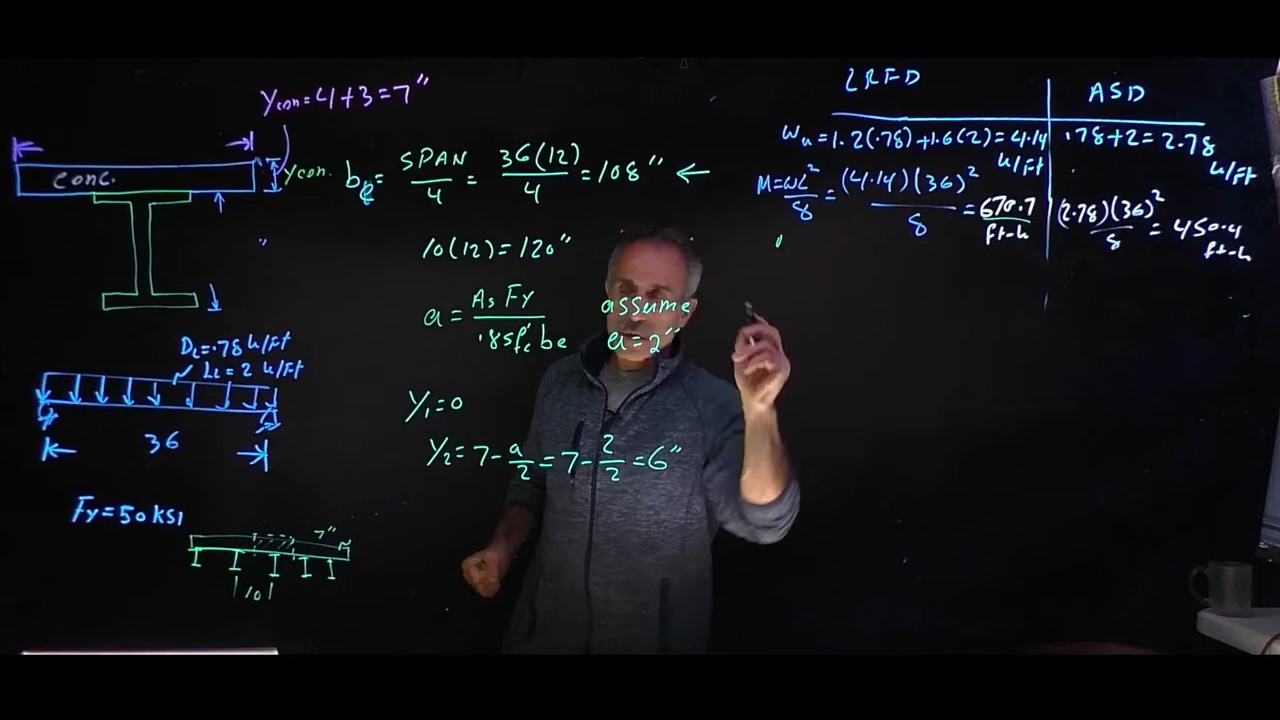 Ycon = 4 + 3 = 7"
conc.
Ycon.
be = SPAN/4 = 36(12)/4 = 108" ←
10(12) = 120"
a = As Fy / .85f'c be
assume
a = 2"
Y1 = 0
Y2 = 7 - a/2 = 7 - 2/2 = 6"
DL = .78 k/ft
LL = 2 k/ft
36
Fy = 50 ksi
7"
10
LRFD
ASD
Wu = 1.2(.78) + 1.6(2) = 4.14 k/ft
.78 + 2 = 2.78 k/ft
M = wL²/8 = (4.14)(36)²/8 = 670.7 ft-k
(2.78)(36)²/8 = 450.4 ft-k